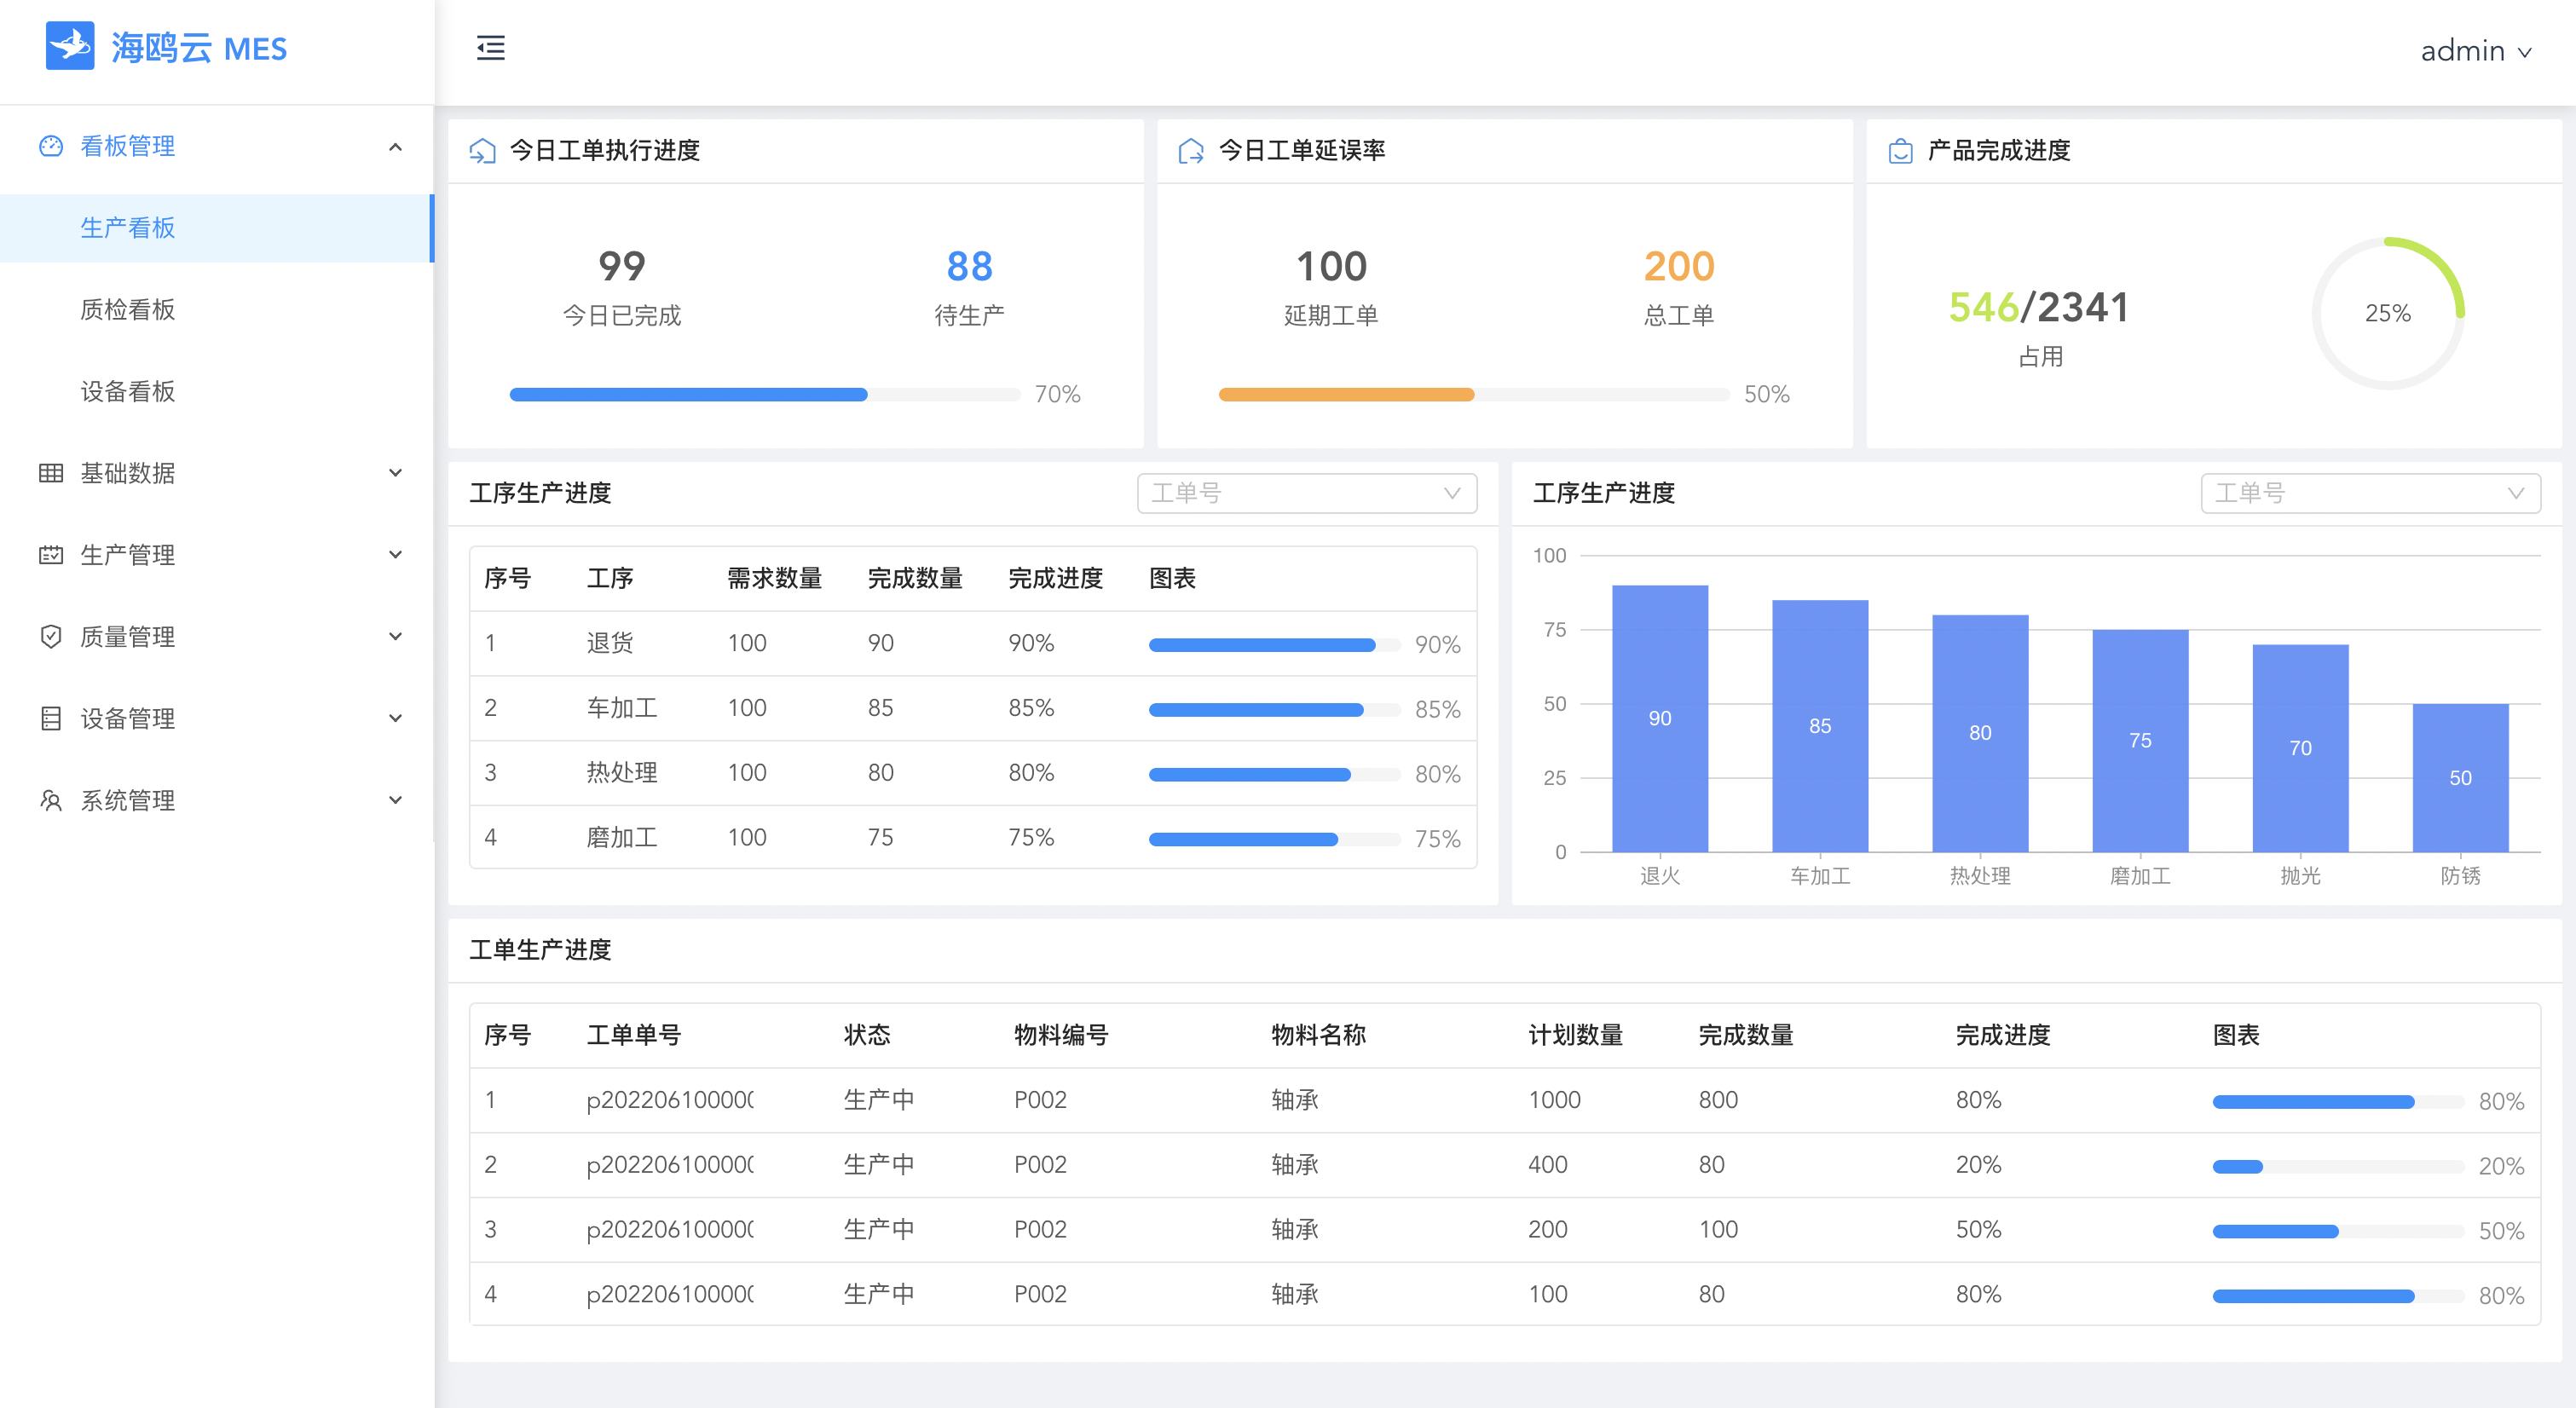 海鸥云 MES
admin
看板管理
生产看板
质检看板
设备看板
基础数据
生产管理
质量管理
设备管理
系统管理
今日工单执行进度
99
今日已完成
88
待生产
70%
今日工单延误率
100
延期工单
200
总工单
50%
产品完成进度
546/2341
占用
25%
工序生产进度
工单号
序号 工序 需求数量 完成数量 完成进度 图表
1 退货 100 90 90% 90%
2 车加工 100 85 85% 85%
3 热处理 100 80 80% 80%
4 磨加工 100 75 75% 75%
工序生产进度
工单号
100
75
50
25
0
90 85 80 75 70 50
退火 车加工 热处理 磨加工 抛光 防锈
工单生产进度
序号 工单单号 状态 物料编号 物料名称 计划数量 完成数量 完成进度 图表
1 p202206100000 生产中 P002 轴承 1000 800 80% 80%
2 p202206100000 生产中 P002 轴承 400 80 20% 20%
3 p202206100000 生产中 P002 轴承 200 100 50% 50%
4 p202206100000 生产中 P002 轴承 100 80 80% 80%